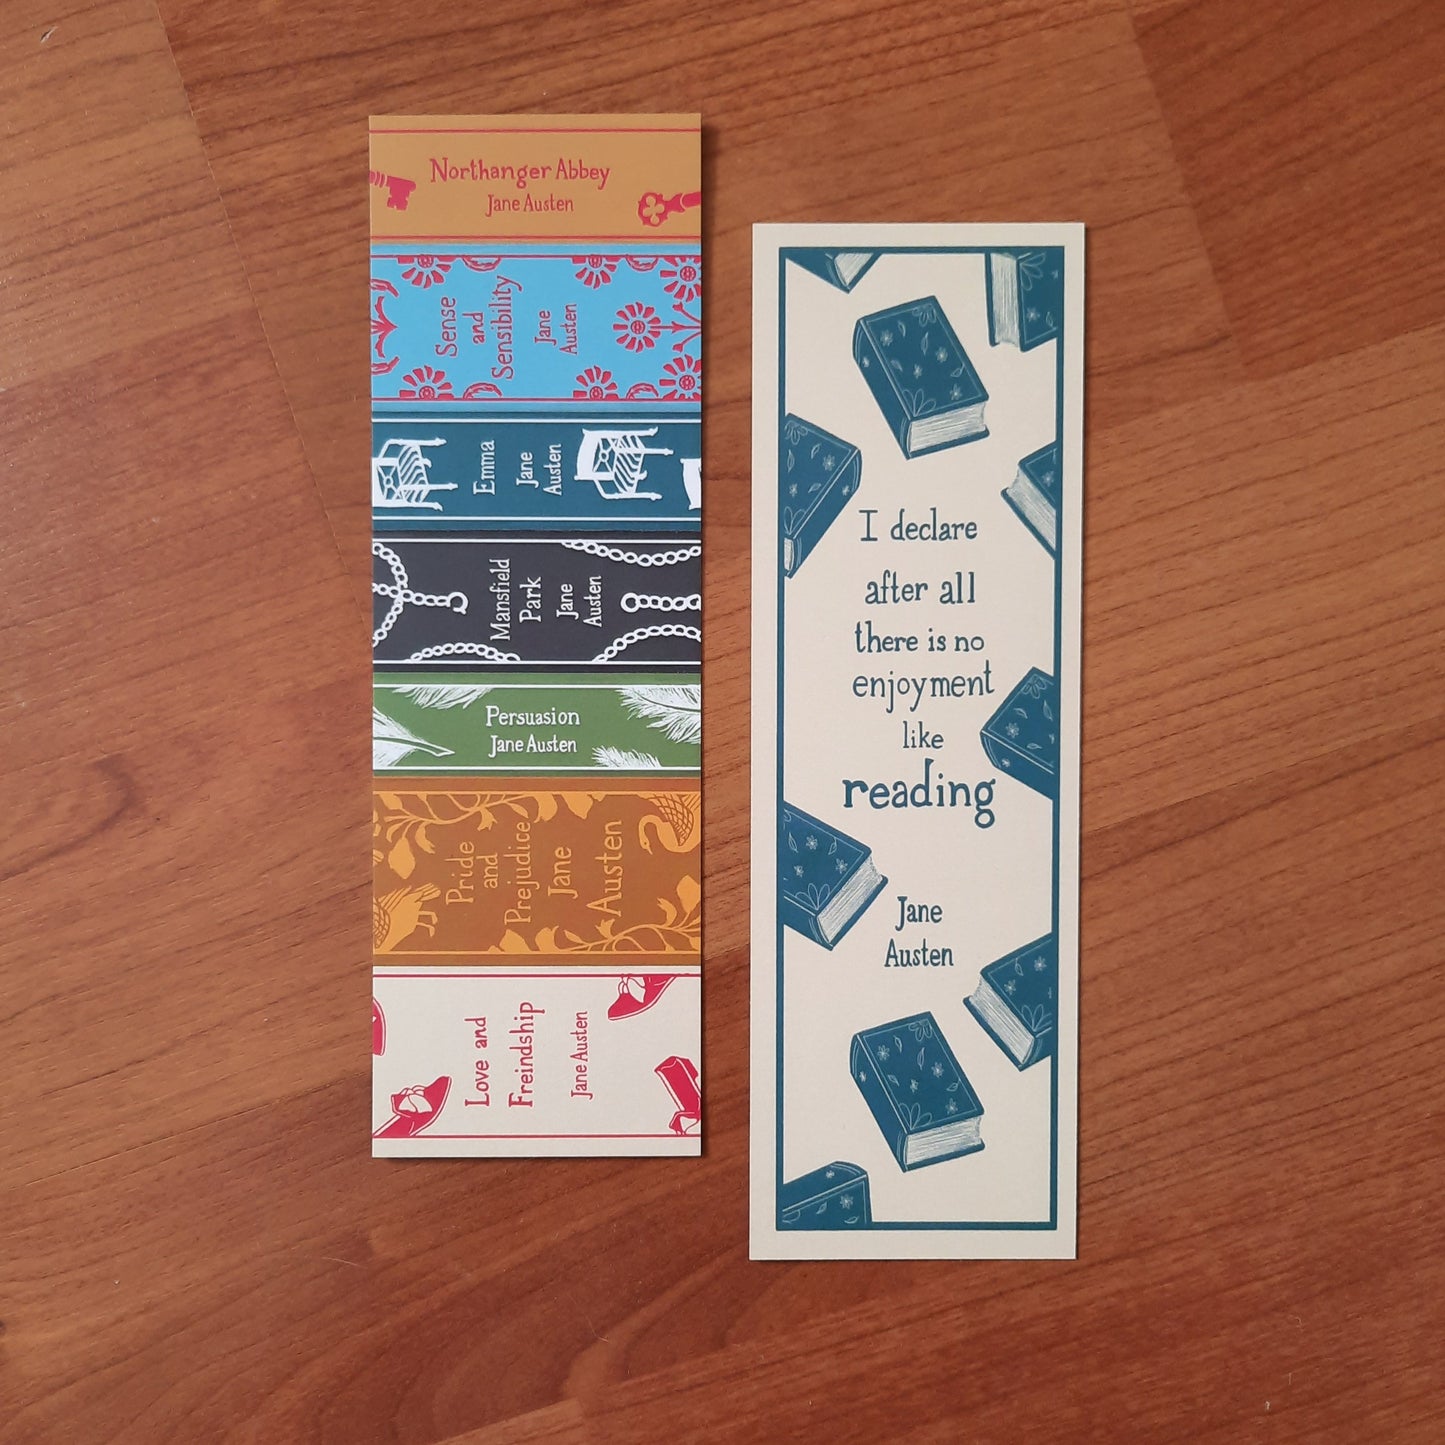 Northanger Abbey
Jane Austen
Sense
and
Sensibility
Jane
Austen
Emma
Jane
Austen
Mansfield
Park
Jane
Austen
Persuasion
Jane Austen
Pride
and
Prejudice
Jane
Austen
Love and
Freindship
Jane Austen
I declare
after all
there is no
enjoyment
like
reading
Jane
Austen